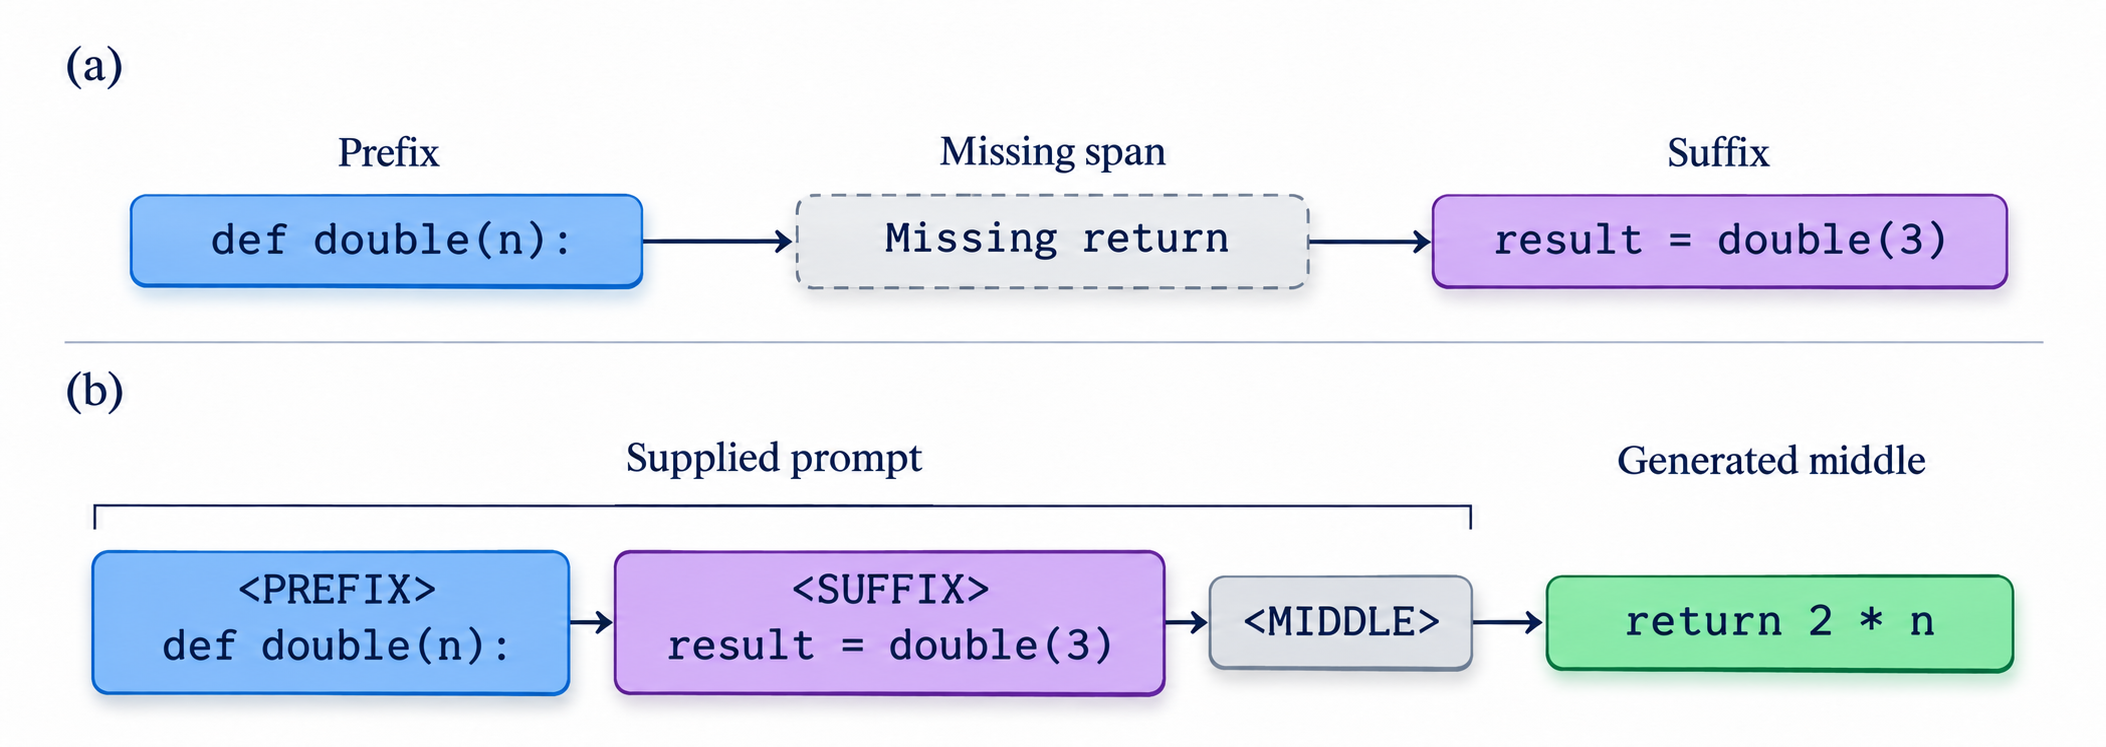 (a)
Prefix
Missing span
Suffix
def double(n):
Missing return
result = double(3)
(b)
Supplied prompt
Generated middle
<PREFIX>
def double(n):
<SUFFIX>
result = double(3)
<MIDDLE>
return 2 * n